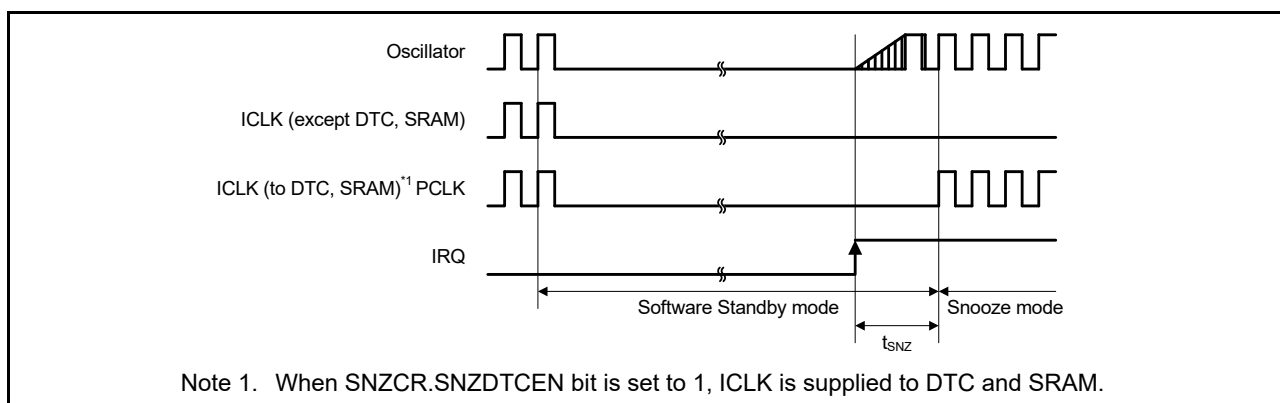 Oscillator
ICLK (except DTC, SRAM)
ICLK (to DTC, SRAM)*1 PCLK
IRQ
Software Standby mode
Snooze mode
tSNZ
Note 1. When SNZCR.SNZDTCEN bit is set to 1, ICLK is supplied to DTC and SRAM.